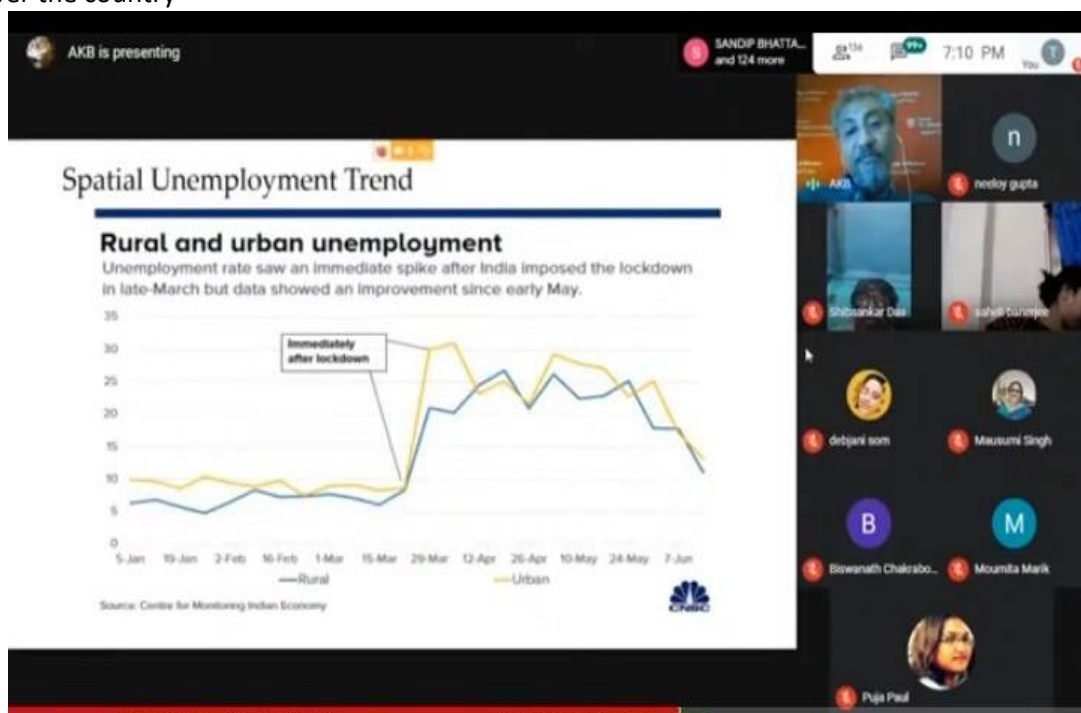 AKB is presenting
S
SANDIP BHATTA...
and 124 more
99+
7:10 PM
You
T
Spatial Unemployment Trend
Rural and urban unemployment
Unemployment rate saw an immediate spike after India imposed the lockdown
in late-March but data showed an improvement since early May.
35
30
25
20
15
10
5
0
Immediately
after lockdown
5-Jan 19-Jan 2-Feb 16-Feb 1-Mar 15-Mar 29-Mar 12-Apr 26-Apr 10-May 24-May 7-Jun
Rural Urban
Source: Centre for Monitoring Indian Economy
CNBC
AKB
n
neeloy gupta
Shibsankar Das
saheli banerjee
debjani som
Mausumi Singh
B
Biswanath Chakrabo...
M
Moumita Marik
Puja Paul